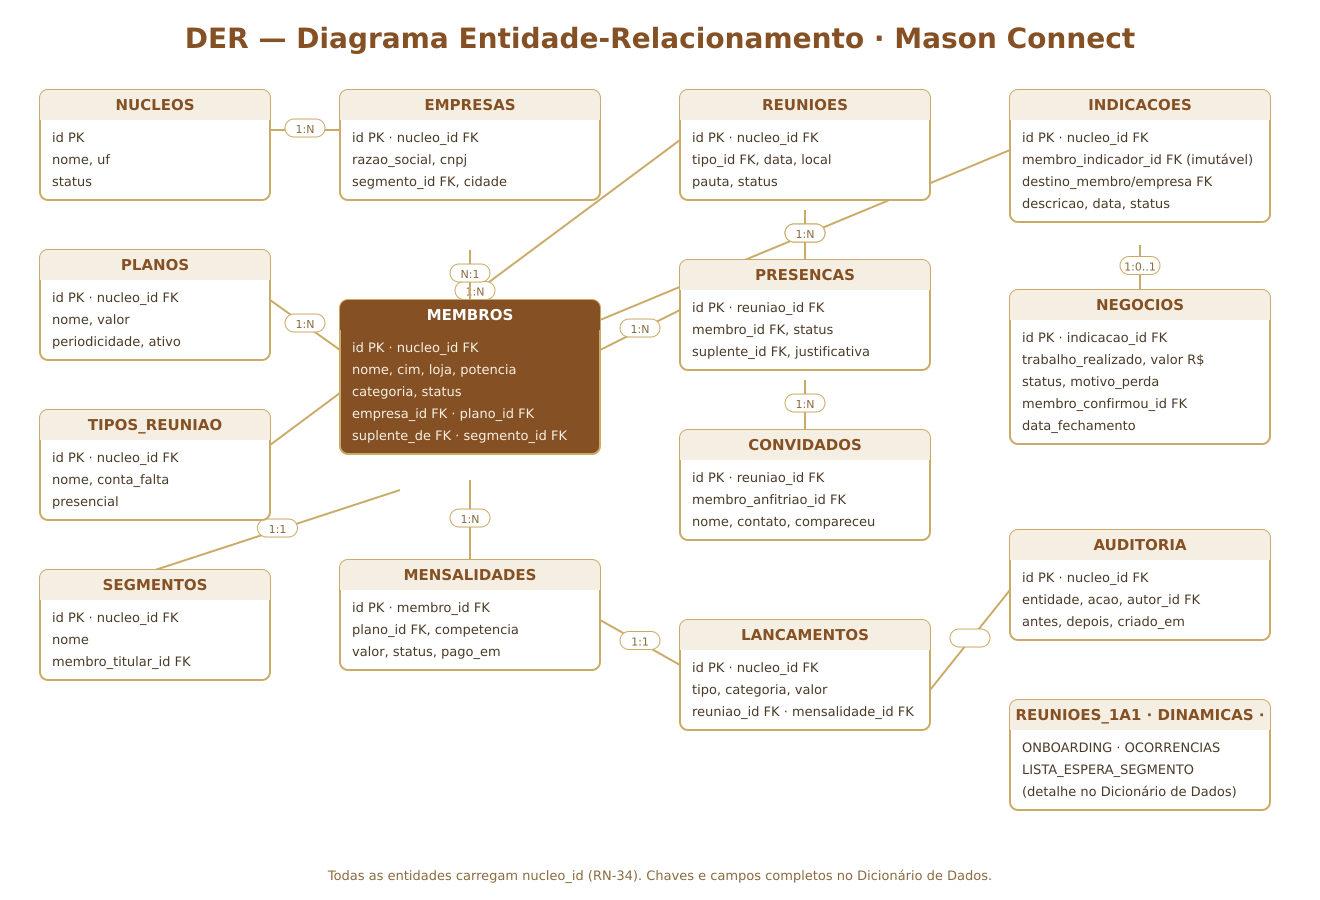 DER — Diagrama Entidade-Relacionamento · Mason Connect
NUCLEOS
id PK
nome, uf
status
1:N
EMPRESAS
id PK · nucleo_id FK
razao_social, cnpj
segmento_id FK, cidade
REUNIOES
id PK · nucleo_id FK
tipo_id FK, data, local
pauta, status
INDICACOES
id PK · nucleo_id FK
membro_indicador_id FK (imutável)
destino_membro/empresa FK
descricao, data, status
PLANOS
id PK · nucleo_id FK
nome, valor
periodicidade, ativo
1:N
N:1
1:N
MEMBROS
id PK · nucleo_id FK
nome, cim, loja, potencia
categoria, status
empresa_id FK · plano_id FK
suplente_de FK · segmento_id FK
1:N
1:N
PRESENCAS
id PK · reuniao_id FK
membro_id FK, status
suplente_id FK, justificativa
1:0..1
NEGOCIOS
id PK · indicacao_id FK
trabalho_realizado, valor R$
status, motivo_perda
membro_confirmou_id FK
data_fechamento
TIPOS_REUNIAO
id PK · nucleo_id FK
nome, conta_falta
presencial
1:1
1:N
1:N
CONVIDADOS
id PK · reuniao_id FK
membro_anfitriao_id FK
nome, contato, compareceu
SEGMENTOS
id PK · nucleo_id FK
nome
membro_titular_id FK
MENSALIDADES
id PK · membro_id FK
plano_id FK, competencia
valor, status, pago_em
1:1
LANCAMENTOS
id PK · nucleo_id FK
tipo, categoria, valor
reuniao_id FK · mensalidade_id FK
AUDITORIA
id PK · nucleo_id FK
entidade, acao, autor_id FK
antes, depois, criado_em
REUNIOES_1A1 · DINAMICAS ·
ONBOARDING · OCORRENCIAS
LISTA_ESPERA_SEGMENTO
(detalhe no Dicionário de Dados)
Todas as entidades carregam nucleo_id (RN-34). Chaves e campos completos no Dicionário de Dados.